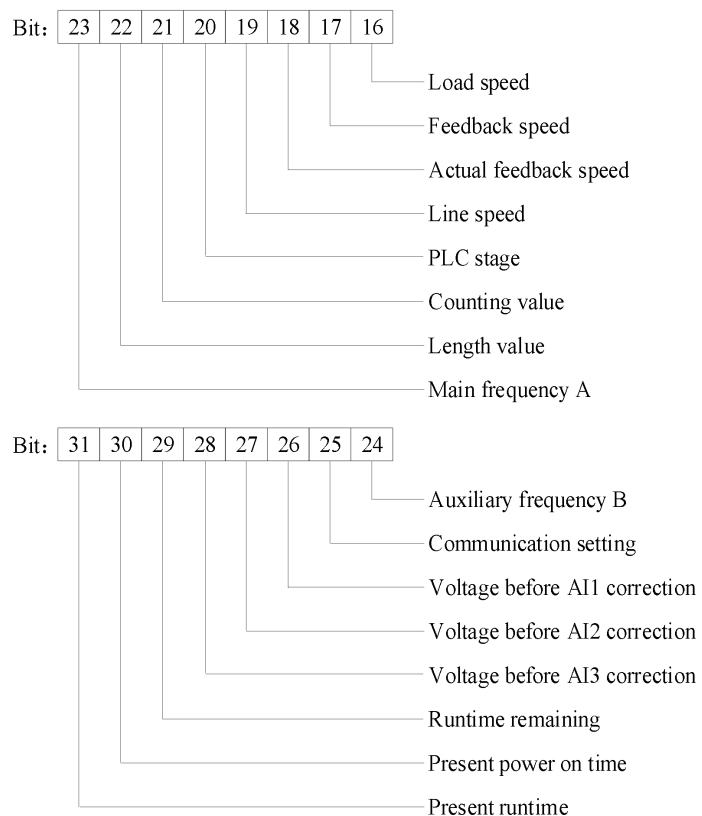 Bit: 23 22 21 20 19 18 17 16
Load speed
Feedback speed
Actual feedback speed
Line speed
PLC stage
Counting value
Length value
Main frequency A
Bit: 31 30 29 28 27 26 25 24
Auxiliary frequency B
Communication setting
Voltage before AI1 correction
Voltage before AI2 correction
Voltage before AI3 correction
Runtime remaining
Present power on time
Present runtime